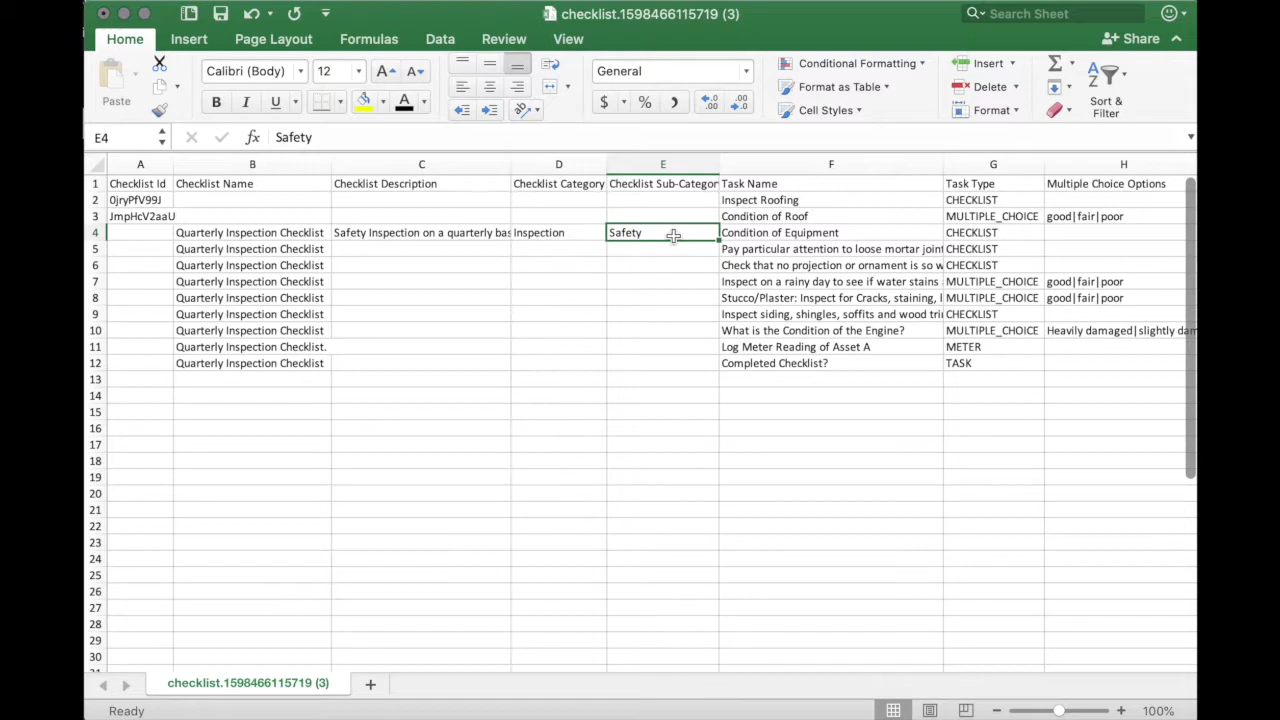 checklist.1598466115719 (3)
Search Sheet
Home Insert Page Layout Formulas Data Review View
Share
Paste
Calibri (Body) 12
A A
B I U A
General
$ % )
.0 .00
.00 .0
Conditional Formatting
Format as Table
Cell Styles
Insert
Delete
Format
Sort & Filter
E4 fx Safety
A B C D E F G H
1 Checklist Id Checklist Name Checklist Description Checklist Category Checklist Sub-Categor Task Name Task Type Multiple Choice Options
2 0jryPfV99J Inspect Roofing CHECKLIST
3 JmpHcV2aaU Condition of Roof MULTIPLE_CHOICE good|fair|poor
4 Quarterly Inspection Checklist Safety Inspection on a quarterly bas Inspection Safety Condition of Equipment CHECKLIST
5 Quarterly Inspection Checklist Pay particular attention to loose mortar joint CHECKLIST
6 Quarterly Inspection Checklist Check that no projection or ornament is so w CHECKLIST
7 Quarterly Inspection Checklist Inspect on a rainy day to see if water stains MULTIPLE_CHOICE good|fair|poor
8 Quarterly Inspection Checklist Stucco/Plaster: Inspect for Cracks, staining, l MULTIPLE_CHOICE good|fair|poor
9 Quarterly Inspection Checklist Inspect siding, shingles, soffits and wood tri CHECKLIST
10 Quarterly Inspection Checklist What is the Condition of the Engine? MULTIPLE_CHOICE Heavily damaged|slightly dam
11 Quarterly Inspection Checklist. Log Meter Reading of Asset A METER
12 Quarterly Inspection Checklist Completed Checklist? TASK
13
14
15
16
17
18
19
20
21
22
23
24
25
26
27
28
29
30
checklist.1598466115719 (3)
Ready
100%